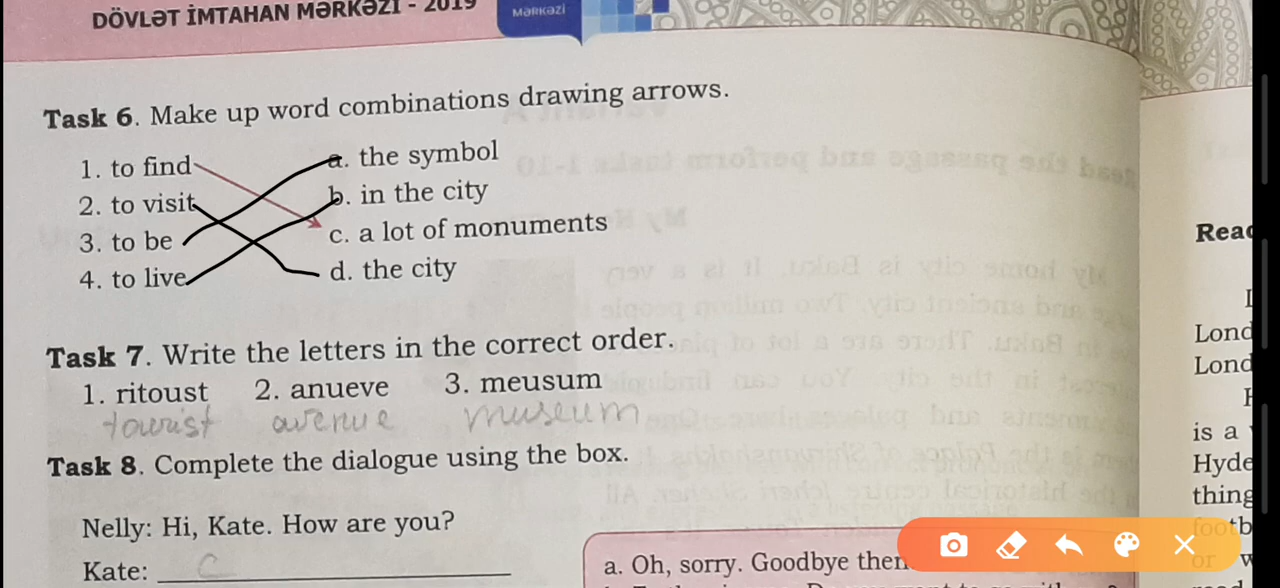 DÖVLƏT İMTAHAN MƏRKƏZİ - 2019
Mərkəzi
Task 6. Make up word combinations drawing arrows.
1. to find
2. to visit
3. to be
4. to live
a. the symbol
b. in the city
c. a lot of monuments
d. the city
Task 7. Write the letters in the correct order.
1. ritoust 2. anueve 3. meusum
tourist avenue museum
Task 8. Complete the dialogue using the box.
Nelly: Hi, Kate. How are you?
Kate: C
a. Oh, sorry. Goodbye then
Read
Lond
Lond
is a
Hyde
thing
footb
or w